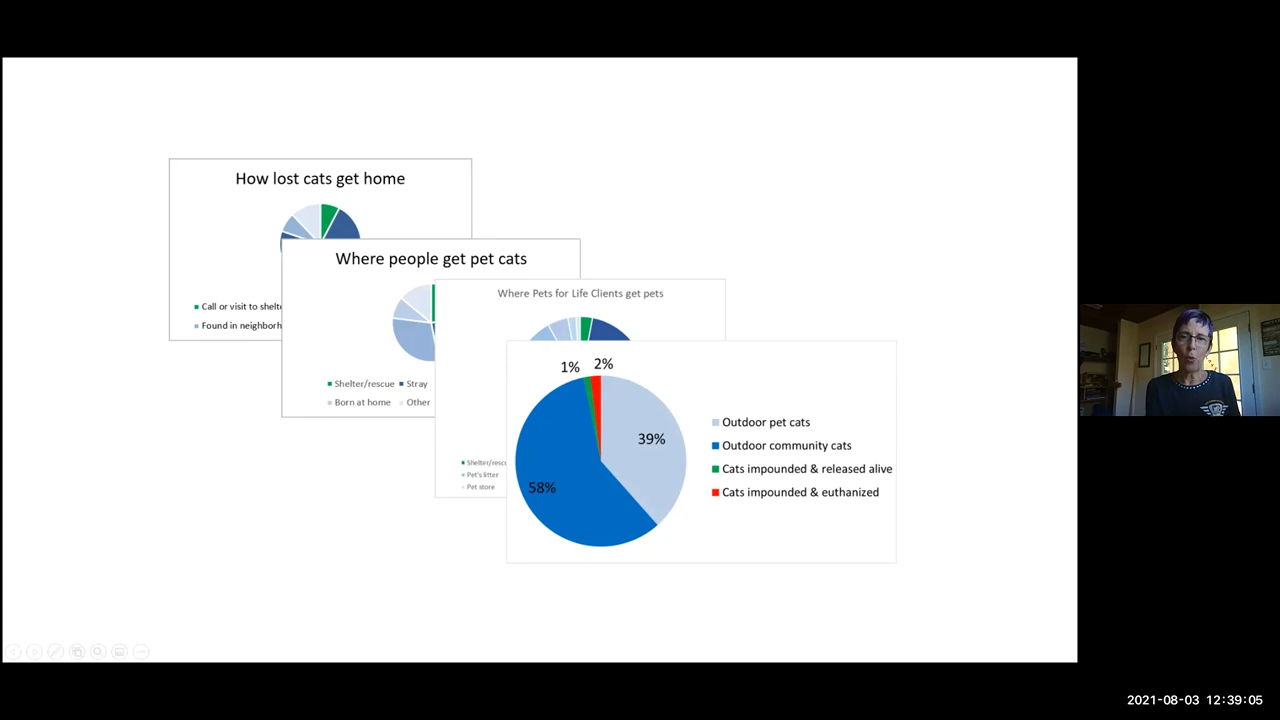 How lost cats get home
Call or visit to
Found in
Where people get pet cats
Shelter/rescue Stray
Born at home Other
Where Pets for Life Clients get pets
Pet's litter
Pet store
1% 2%
39%
58%
Outdoor pet cats
Outdoor community cats
Cats impounded & released alive
Cats impounded & euthanized
2021-08-03 12:39:05